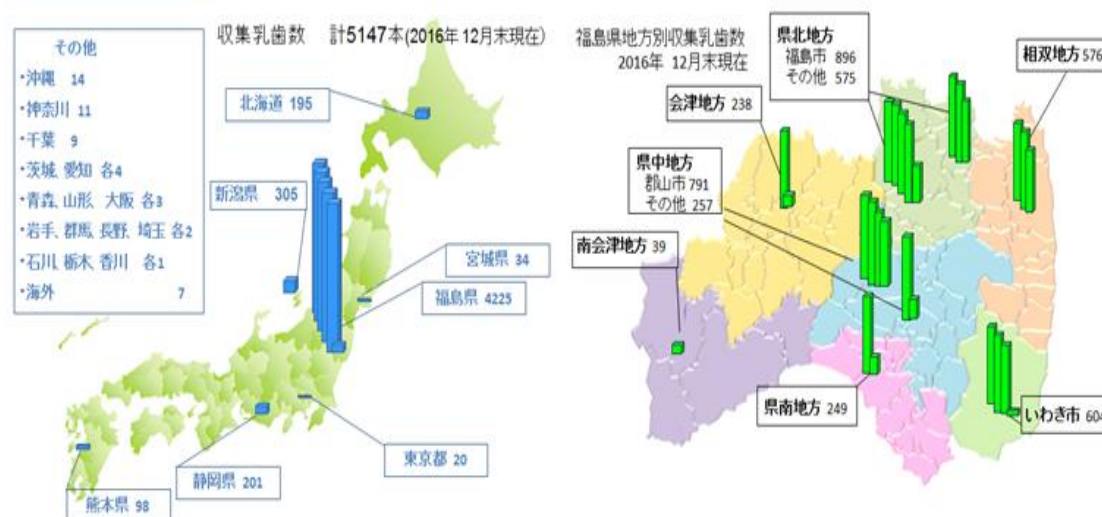 収集乳歯数 計5147本(2016年 12月末現在)
その他
・沖縄 14
・神奈川 11
・千葉 9
・茨城, 愛知 各4
・青森, 山形, 大阪 各3
・岩手, 群馬, 長野, 埼玉 各2
・石川, 栃木, 香川 各1
・海外 7
北海道 195
新潟県 305
宮城県 34
福島県 4225
東京都 20
静岡県 201
熊本県 98
福島県地方別収集乳歯数
2016年 12月末現在
県北地方
福島市 896
その他 575
相双地方 576
会津地方 238
県中地方
郡山市 791
その他 257
南会津地方 39
県南地方 249
いわき市 604